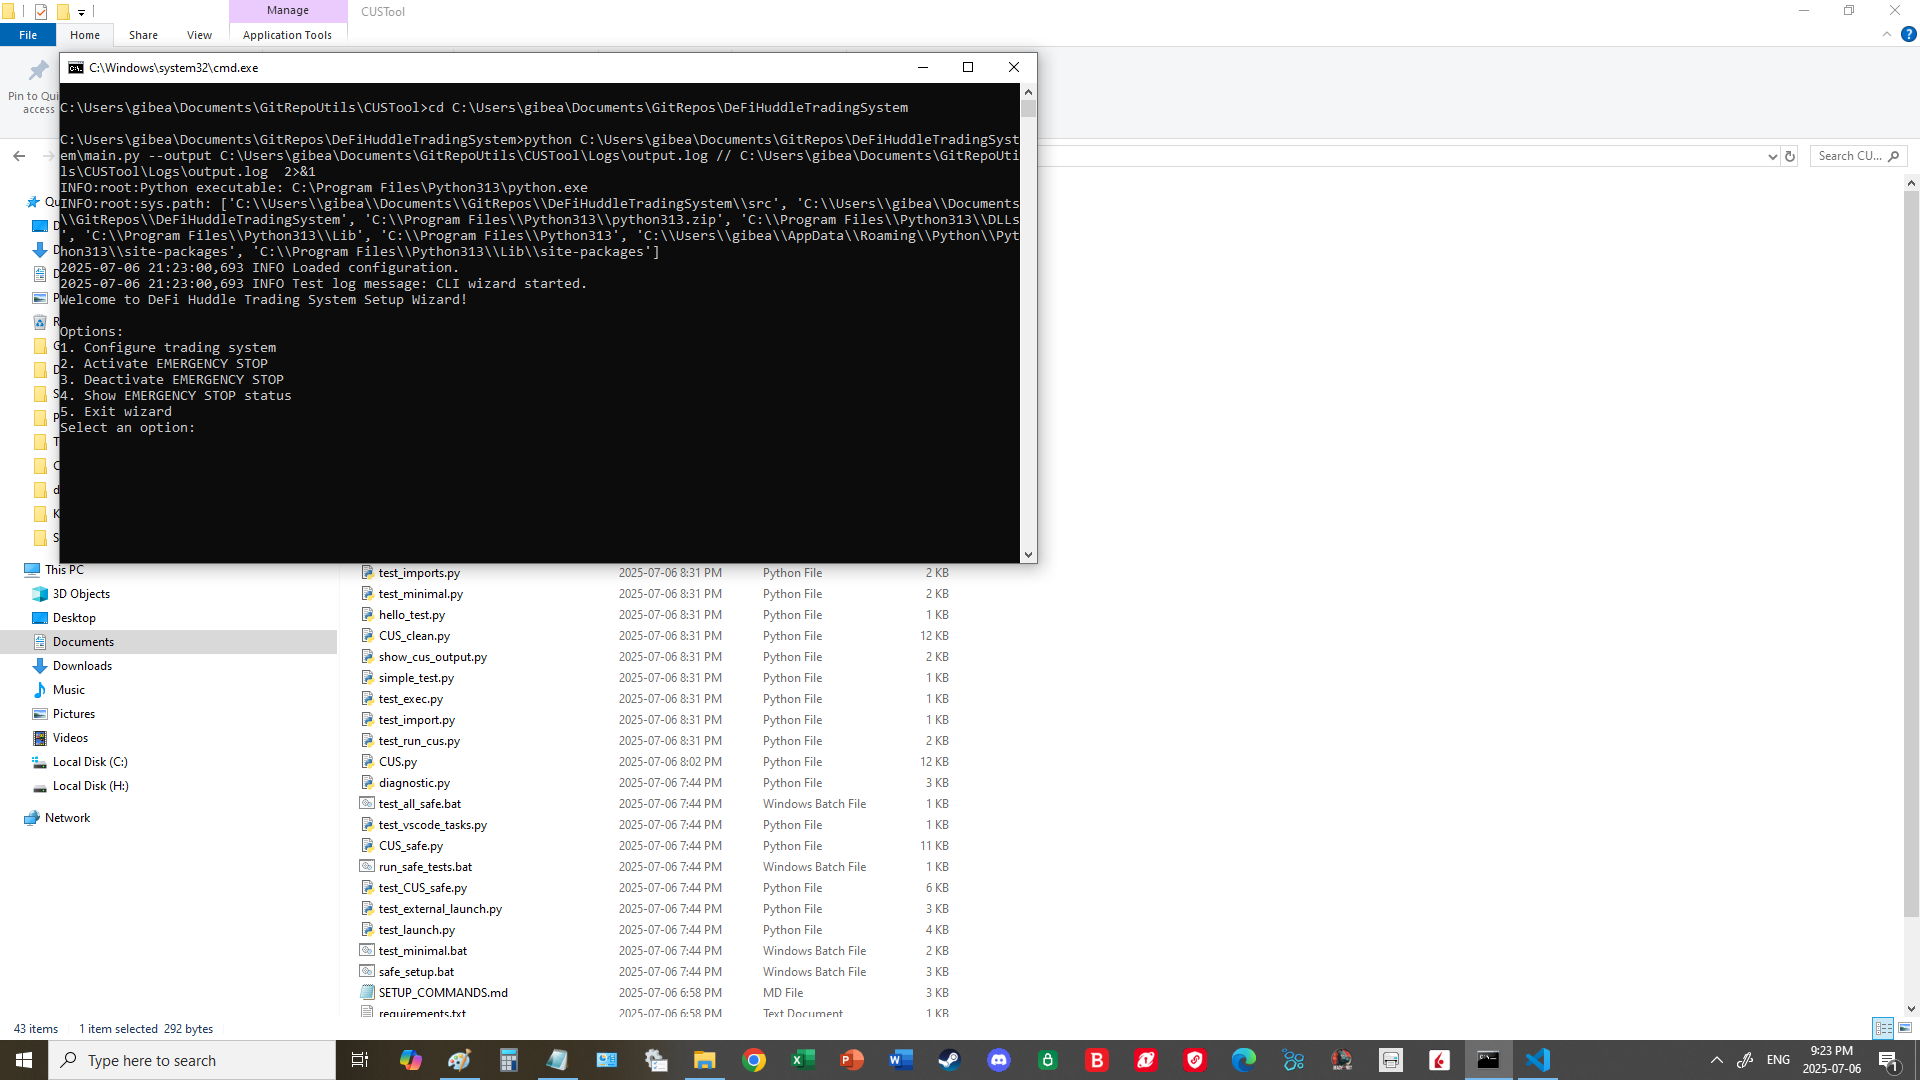 Manage
CUSTool
File
Home
Share
View
Application Tools
C:\Windows\system32\cmd.exe
Pin to Qui
access
C:\Users\gibea\Documents\GitRepoUtils\CUSTool>cd C:\Users\gibea\Documents\GitRepos\DeFiHuddleTradingSystem
C:\Users\gibea\Documents\GitRepos\DeFiHuddleTradingSystem>python C:\Users\gibea\Documents\GitRepos\DeFiHuddleTradingSyst
em\main.py --output C:\Users\gibea\Documents\GitRepoUtils\CUSTool\Logs\output.log // C:\Users\gibea\Documents\GitRepoUti
ls\CUSTool\Logs\output.log  2>&1
INFO:root:Python executable: C:\Program Files\Python313\python.exe
INFO:root:sys.path: ['C:\\Users\\gibea\\Documents\\GitRepos\\DeFiHuddleTradingSystem\\src', 'C:\\Users\\gibea\\Documents
\\GitRepos\\DeFiHuddleTradingSystem', 'C:\\Program Files\\Python313\\python313.zip', 'C:\\Program Files\\Python313\\DLLs
', 'C:\\Program Files\\Python313\\Lib', 'C:\\Program Files\\Python313', 'C:\\Users\\gibea\\AppData\\Roaming\\Python\\Pyt
hon313\\site-packages', 'C:\\Program Files\\Python313\\Lib\\site-packages']
2025-07-06 21:23:00,693 INFO Loaded configuration.
2025-07-06 21:23:00,693 INFO Test log message: CLI wizard started.
Welcome to DeFi Huddle Trading System Setup Wizard!
Options:
1. Configure trading system
2. Activate EMERGENCY STOP
3. Deactivate EMERGENCY STOP
4. Show EMERGENCY STOP status
5. Exit wizard
Select an option:
Search CU...
This PC
3D Objects
Desktop
Documents
Downloads
Music
Pictures
Videos
Local Disk (C:)
Local Disk (H:)
Network
test_imports.py 2025-07-06 8:31 PM Python File 2 KB
test_minimal.py 2025-07-06 8:31 PM Python File 2 KB
hello_test.py 2025-07-06 8:31 PM Python File 1 KB
CUS_clean.py 2025-07-06 8:31 PM Python File 12 KB
show_cus_output.py 2025-07-06 8:31 PM Python File 2 KB
simple_test.py 2025-07-06 8:31 PM Python File 1 KB
test_exec.py 2025-07-06 8:31 PM Python File 1 KB
test_import.py 2025-07-06 8:31 PM Python File 1 KB
test_run_cus.py 2025-07-06 8:31 PM Python File 2 KB
CUS.py 2025-07-06 8:02 PM Python File 12 KB
diagnostic.py 2025-07-06 7:44 PM Python File 3 KB
test_all_safe.bat 2025-07-06 7:44 PM Windows Batch File 1 KB
test_vscode_tasks.py 2025-07-06 7:44 PM Python File 1 KB
CUS_safe.py 2025-07-06 7:44 PM Python File 11 KB
run_safe_tests.bat 2025-07-06 7:44 PM Windows Batch File 1 KB
test_CUS_safe.py 2025-07-06 7:44 PM Python File 6 KB
test_external_launch.py 2025-07-06 7:44 PM Python File 3 KB
test_launch.py 2025-07-06 7:44 PM Python File 4 KB
test_minimal.bat 2025-07-06 7:44 PM Windows Batch File 2 KB
safe_setup.bat 2025-07-06 7:44 PM Windows Batch File 3 KB
SETUP_COMMANDS.md 2025-07-06 6:58 PM MD File 3 KB
requirements.txt 2025-07-06 6:58 PM Text Document 1 KB
43 items
1 item selected 292 bytes
Type here to search
ENG
9:23 PM
2025-07-06
1